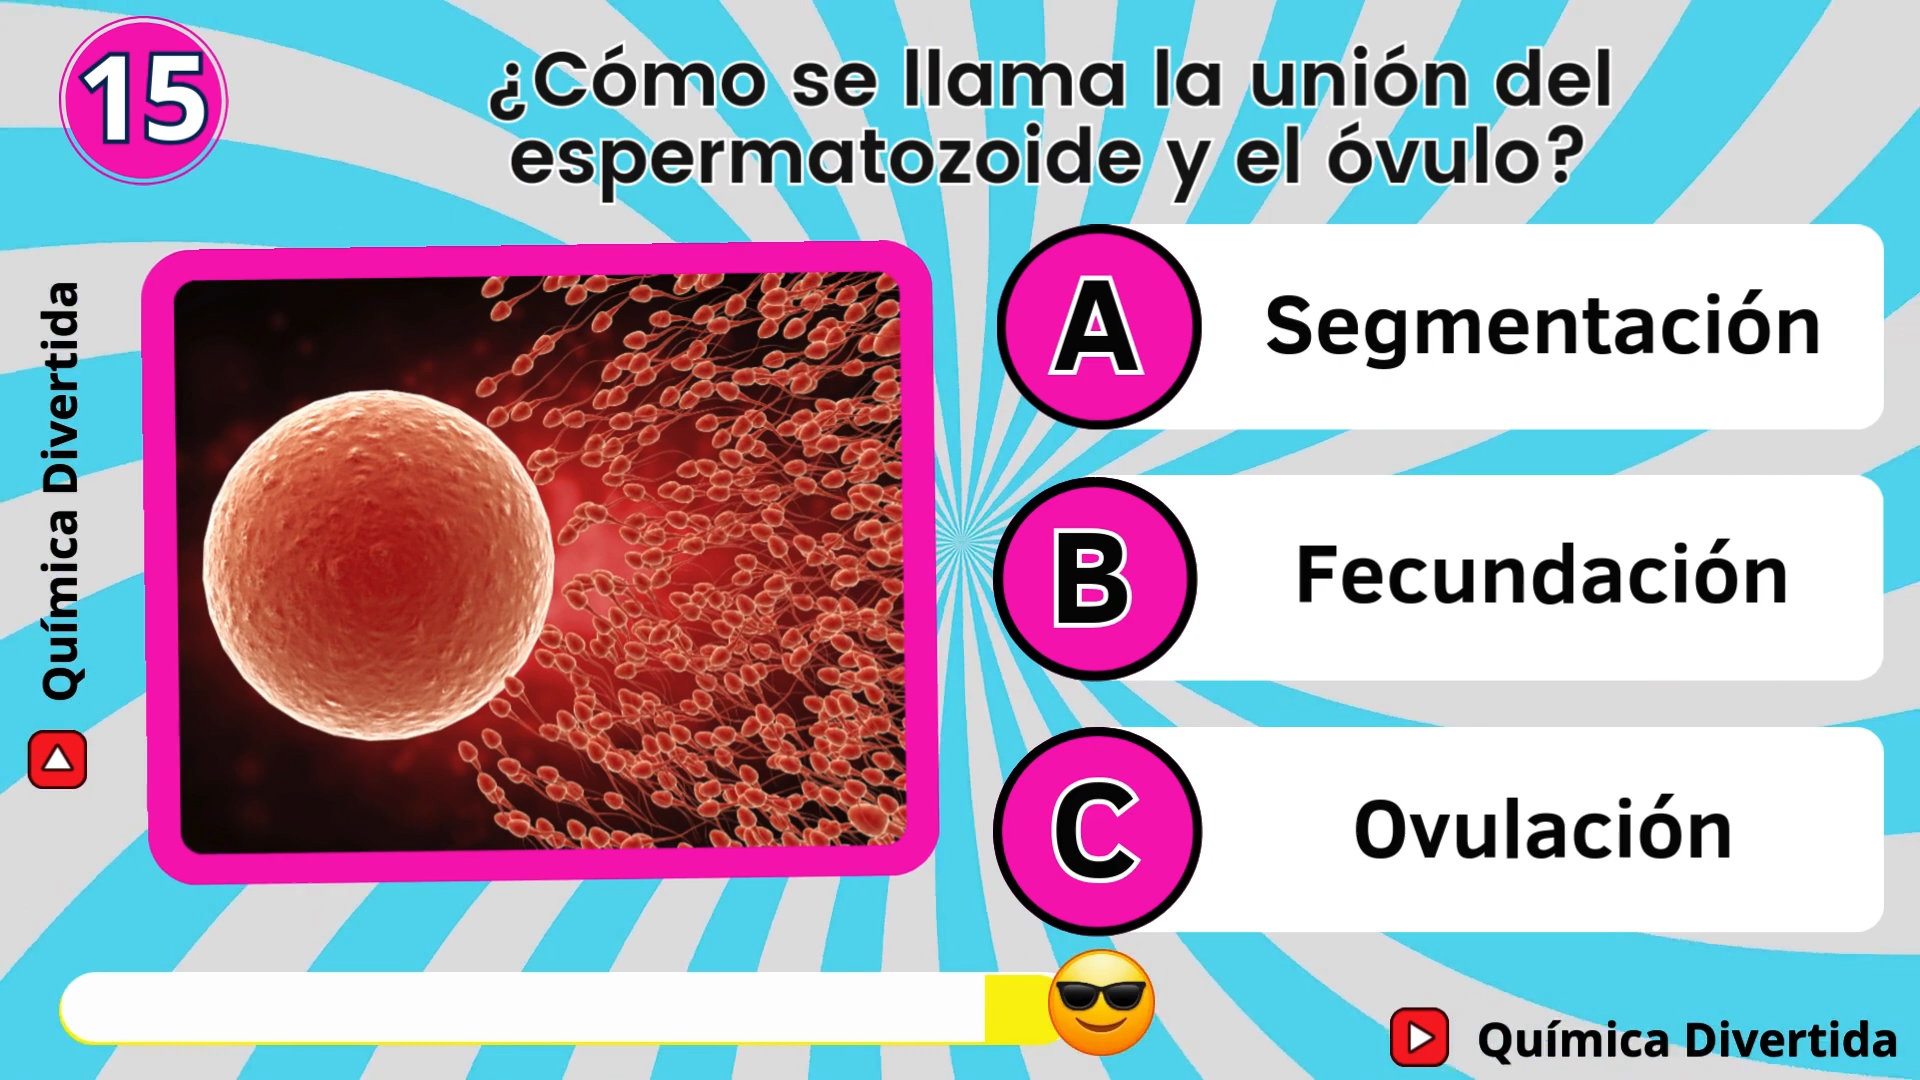 15
¿Cómo se llama la unión del
espermatozoide y el óvulo?
Química Divertida
A
Segmentación
B
Fecundación
C
Ovulación
Química Divertida